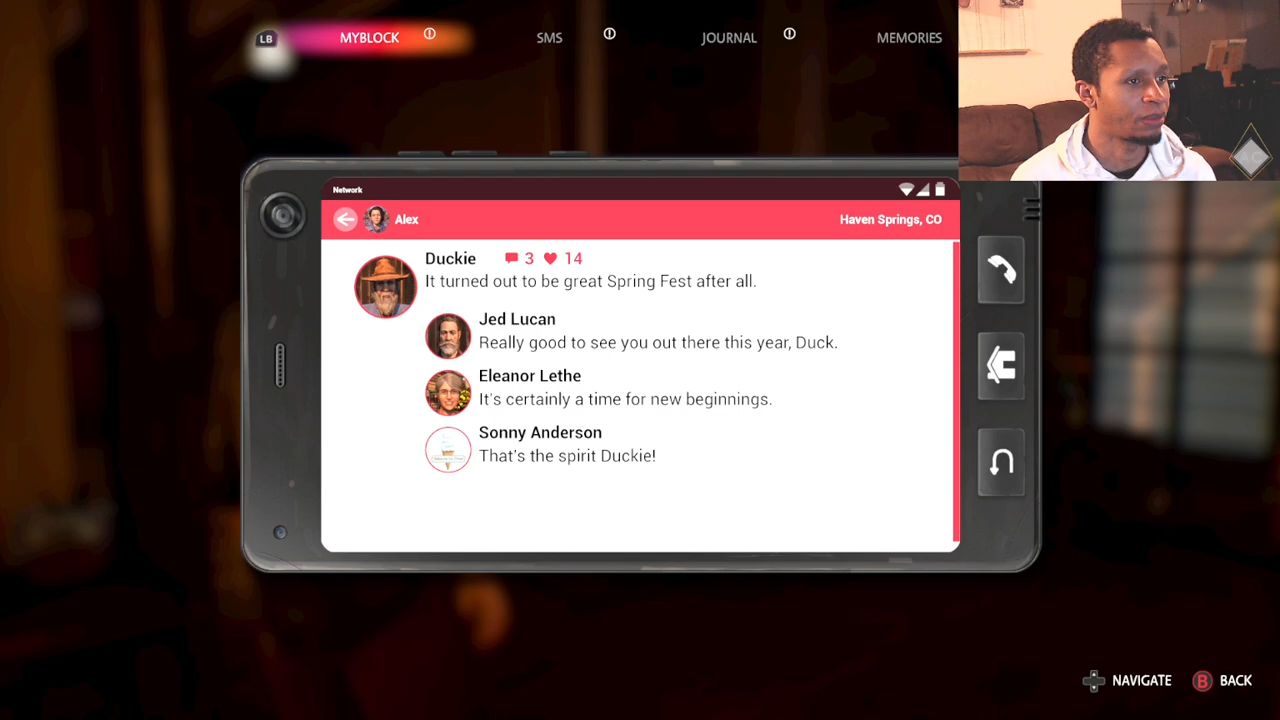 LB
MYBLOCK
SMS
JOURNAL
MEMORIES
Network
Alex
Haven Springs, CO
Duckie 3 14
It turned out to be great Spring Fest after all.
Jed Lucan
Really good to see you out there this year, Duck.
Eleanor Lethe
It's certainly a time for new beginnings.
Sonny Anderson
That's the spirit Duckie!
NAVIGATE
B BACK